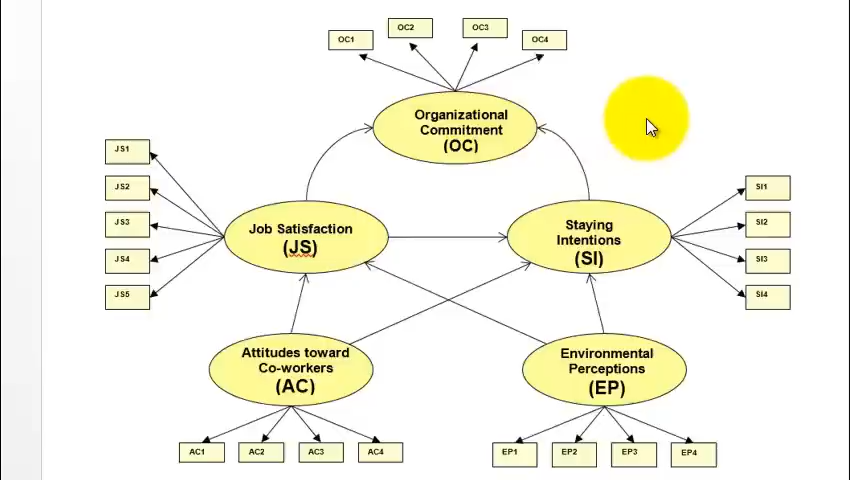 OC1
OC2
OC3
OC4
Organizational
Commitment
(OC)
JS1
JS2
JS3
JS4
JS5
Job Satisfaction
(JS)
Staying
Intentions
(SI)
SI1
SI2
SI3
SI4
Attitudes toward
Co-workers
(AC)
Environmental
Perceptions
(EP)
AC1
AC2
AC3
AC4
EP1
EP2
EP3
EP4